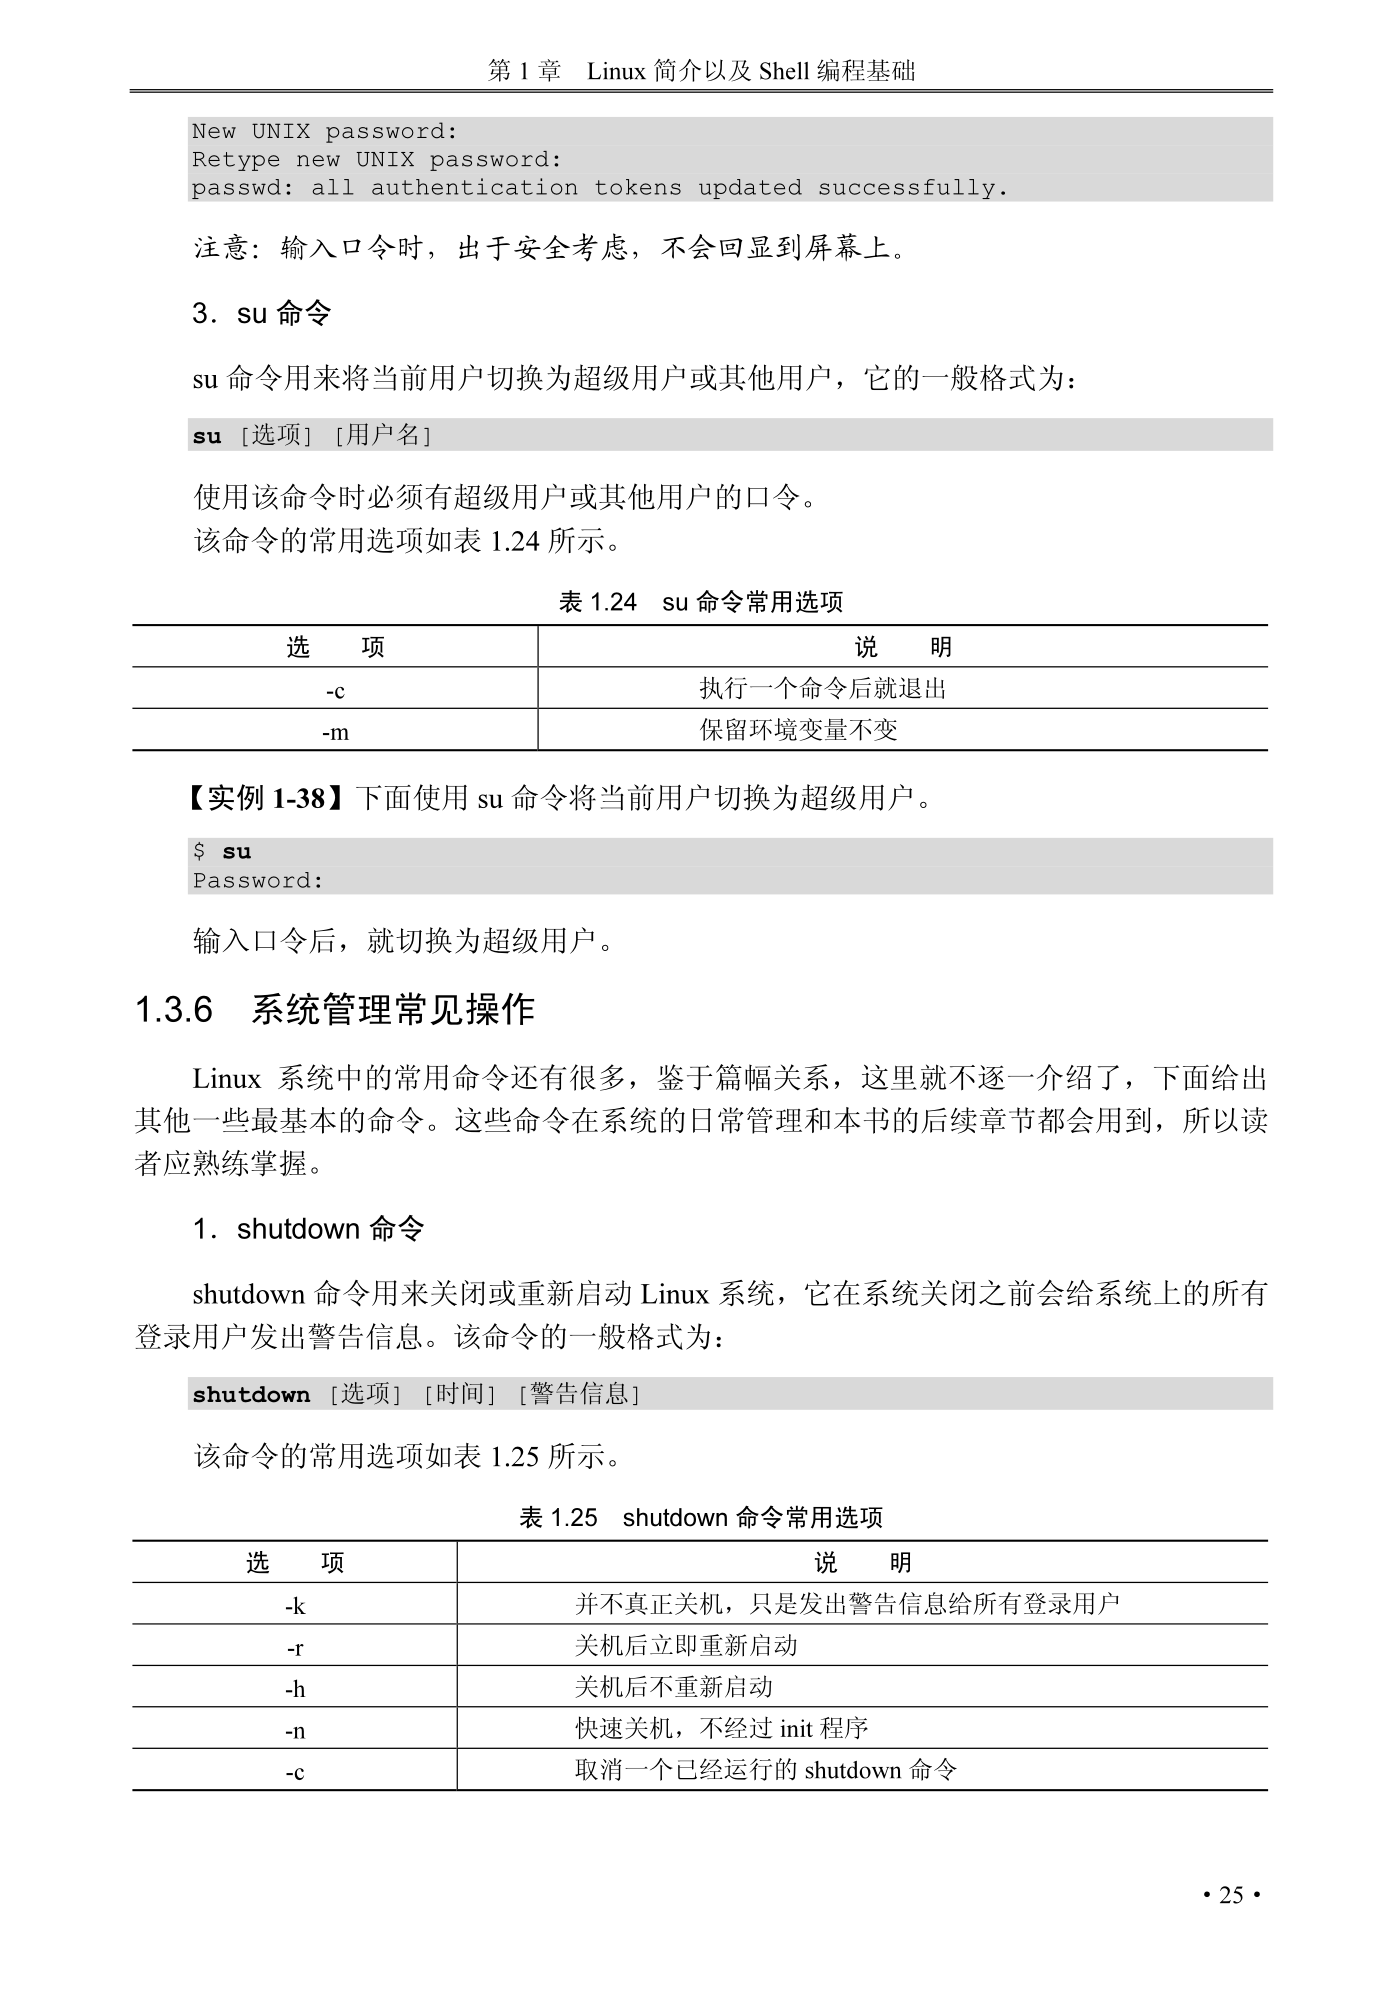 第 1 章　Linux 简介以及 Shell 编程基础
New UNIX password:
Retype new UNIX password:
passwd: all authentication tokens updated successfully.
注意：输入口令时，出于安全考虑，不会回显到屏幕上。
3．su 命令
su 命令用来将当前用户切换为超级用户或其他用户，它的一般格式为：
su [选项] [用户名]
使用该命令时必须有超级用户或其他用户的口令。
该命令的常用选项如表 1.24 所示。
表 1.24　su 命令常用选项
选　项　说　明
-c　执行一个命令后就退出
-m　保留环境变量不变
【实例 1-38】下面使用 su 命令将当前用户切换为超级用户。
$ su
Password:
输入口令后，就切换为超级用户。
1.3.6　系统管理常见操作
Linux 系统中的常用命令还有很多，鉴于篇幅关系，这里就不逐一介绍了，下面给出
其他一些最基本的命令。这些命令在系统的日常管理和本书的后续章节都会用到，所以读
者应熟练掌握。
1．shutdown 命令
shutdown 命令用来关闭或重新启动 Linux 系统，它在系统关闭之前会给系统上的所有
登录用户发出警告信息。该命令的一般格式为：
shutdown [选项] [时间] [警告信息]
该命令的常用选项如表 1.25 所示。
表 1.25　shutdown 命令常用选项
选　项　说　明
-k　并不真正关机，只是发出警告信息给所有登录用户
-r　关机后立即重新启动
-h　关机后不重新启动
-n　快速关机，不经过 init 程序
-c　取消一个已经运行的 shutdown 命令
• 25 •